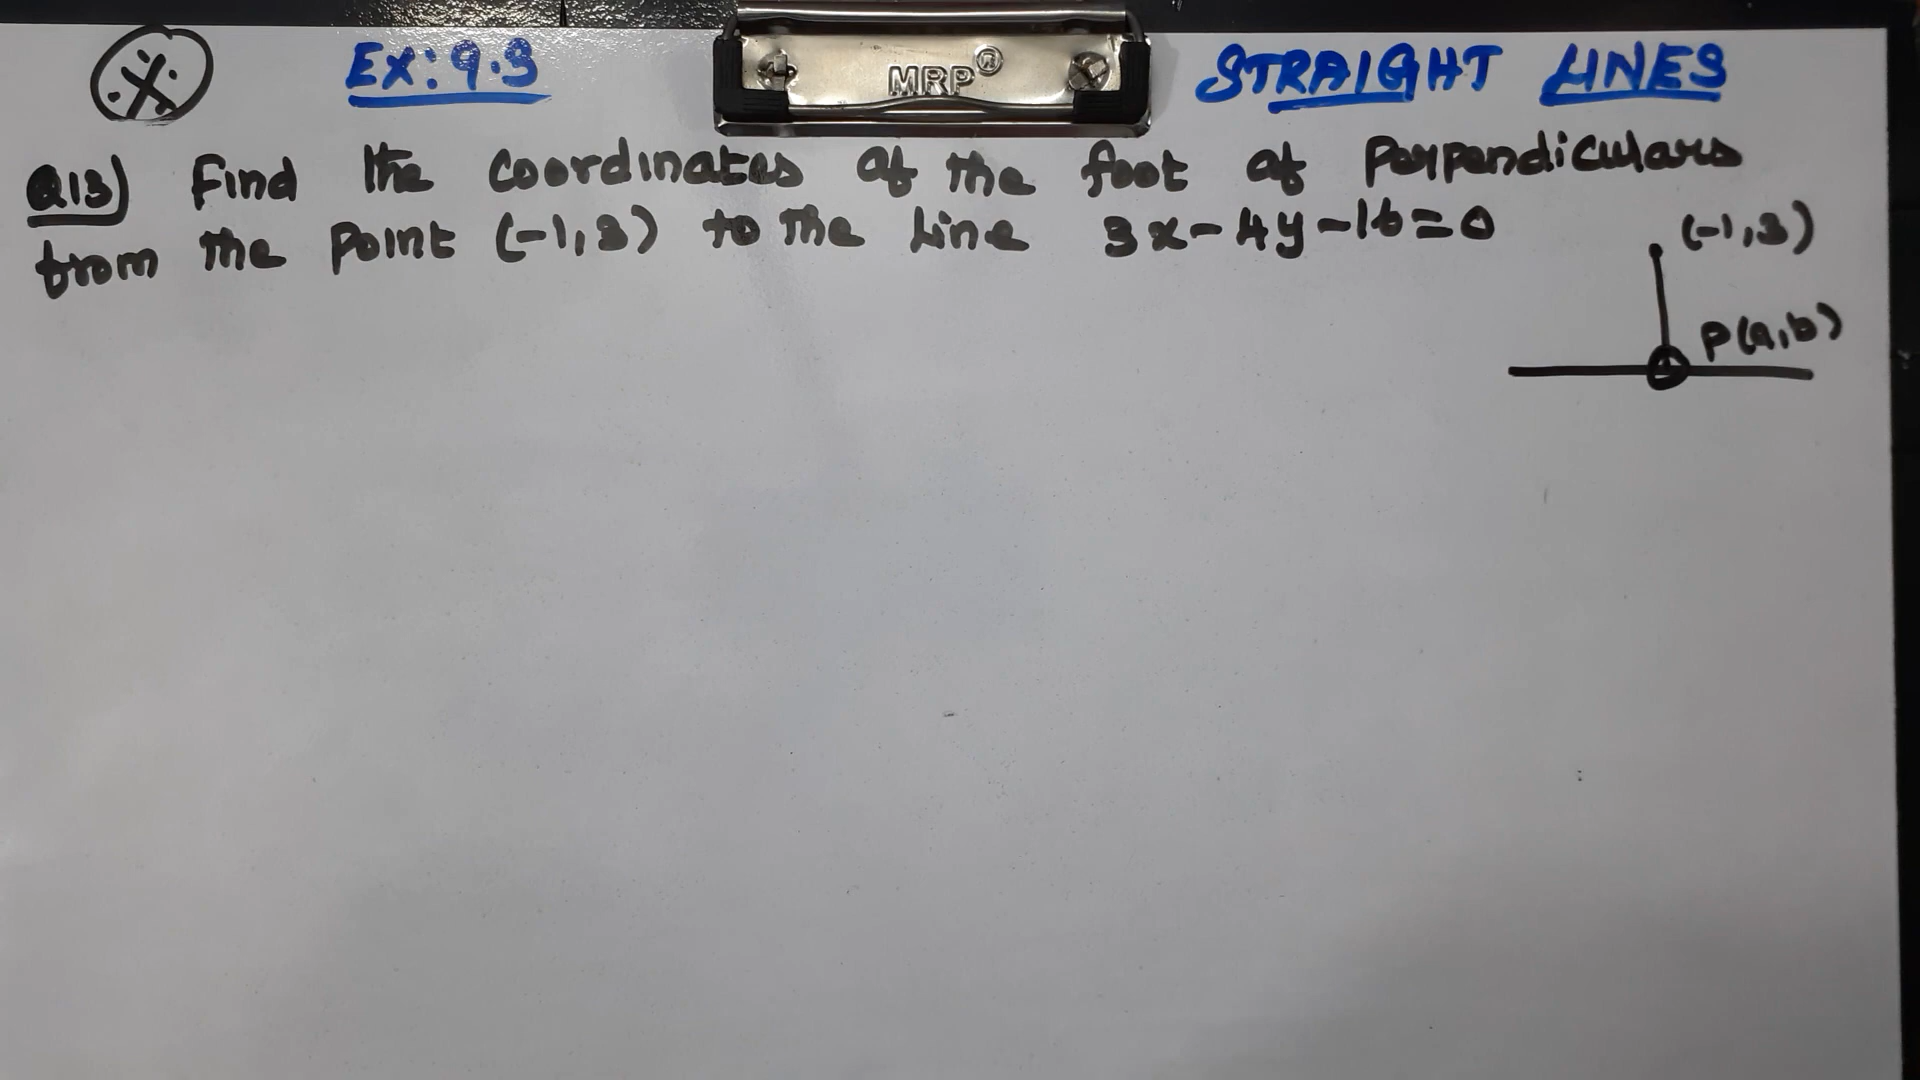 EX: 9.3
MRP®
STRAIGHT LINES
Q13) Find the coordinates of the foot of perpendiculars
from the point (-1,3) to the line 3x-4y-16=0
(-1,3)
P(a,b)